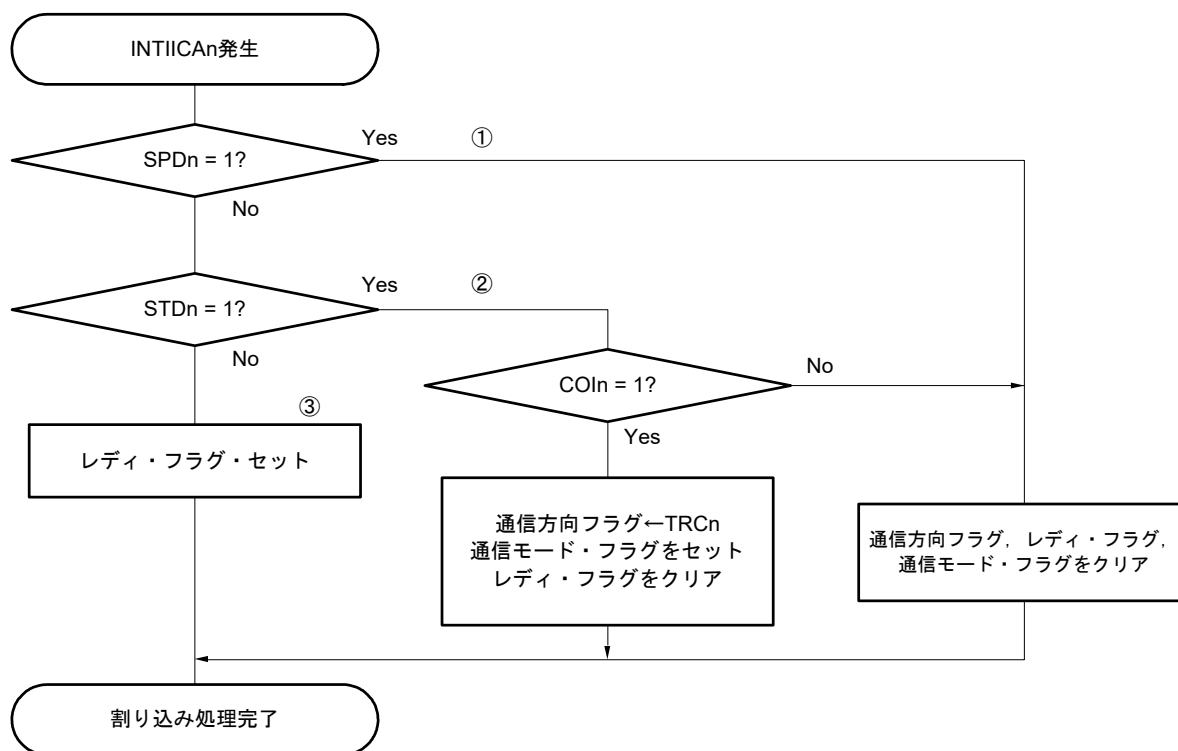 INTIICAn発生
SPDn = 1?
Yes
①
No
STDn = 1?
Yes
②
No
COIn = 1?
No
Yes
③
レディ・フラグ・セット
通信方向フラグ←TRCn
通信モード・フラグをセット
レディ・フラグをクリア
通信方向フラグ，レディ・フラグ，
通信モード・フラグをクリア
割り込み処理完了